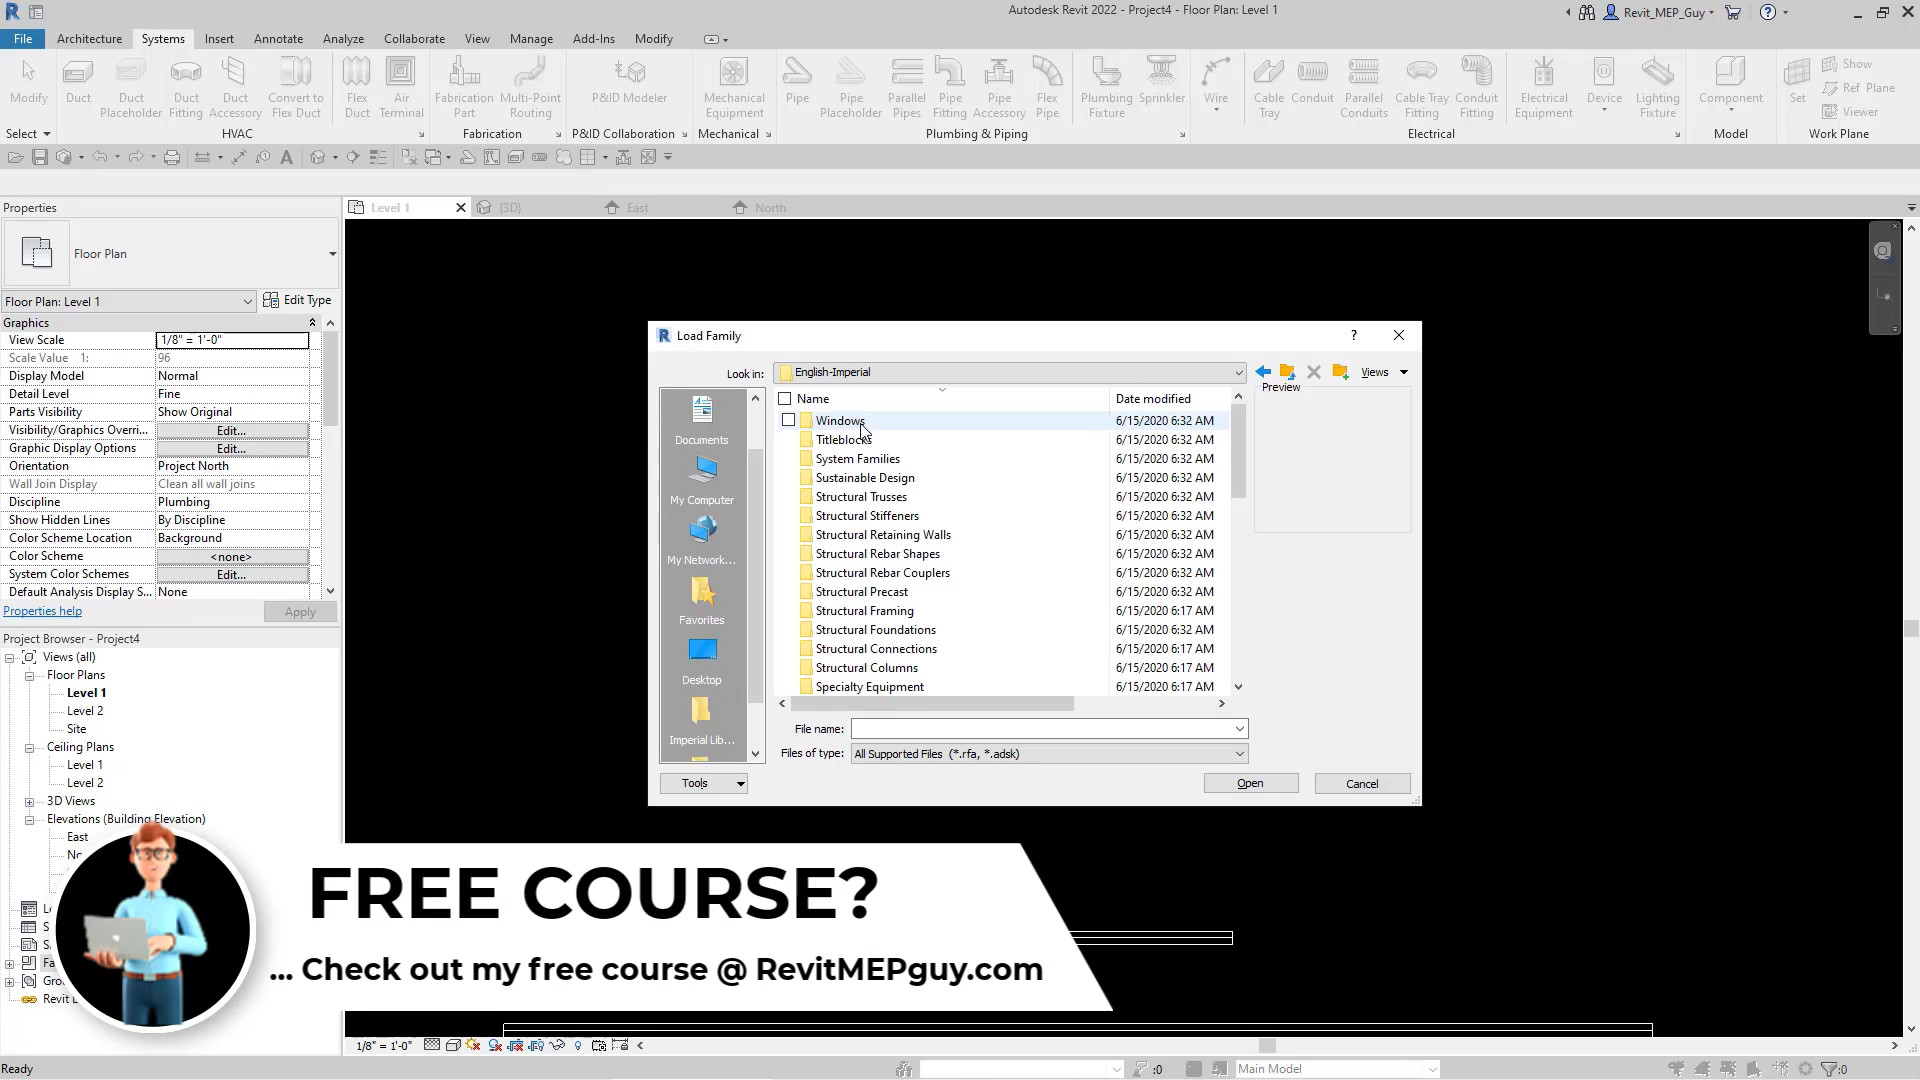 Autodesk Revit 2022 - Project4 - Floor Plan: Level 1
Revit_MEP_Guy
File Architecture Systems Insert Annotate Analyze Collaborate View Manage Add-Ins Modify
Modify
Duct
Duct Placeholder
Duct Fitting
Duct Accessory
Convert to Flex Duct
Flex Duct
Air Terminal
Fabrication Part
Multi-Point Routing
P&ID Modeler
Mechanical Equipment
Pipe
Pipe Placeholder
Parallel Pipes
Pipe Fitting
Pipe Accessory
Flex Pipe
Plumbing Fixture
Sprinkler
Wire
Cable Tray
Conduit
Parallel Conduits
Cable Tray Fitting
Conduit Fitting
Electrical Equipment
Device
Lighting Fixture
Component
Set
Show
Ref Plane
Viewer
Select HVAC Fabrication P&ID Collaboration Mechanical Plumbing & Piping Electrical Model Work Plane
Properties
Level 1 {3D} East North
Floor Plan
Floor Plan: Level 1 Edit Type
Graphics
View Scale 1/8" = 1'-0"
Scale Value 1: 96
Display Model Normal
Detail Level Fine
Parts Visibility Show Original
Visibility/Graphics Overri... Edit...
Graphic Display Options Edit...
Orientation Project North
Wall Join Display Clean all wall joins
Discipline Plumbing
Show Hidden Lines By Discipline
Color Scheme Location Background
Color Scheme <none>
System Color Schemes Edit...
Default Analysis Display S... None
Properties help Apply
Project Browser - Project4
Views (all)
Floor Plans
Level 1
Level 2
Site
Ceiling Plans
Level 1
Level 2
3D Views
Elevations (Building Elevation)
East
No
Le
S
S
Fa
Gro
Revit L
Load Family
Look in: English-Imperial Views
Preview
Documents
My Computer
My Network...
Favorites
Desktop
Imperial Lib...
Name Date modified
Windows 6/15/2020 6:32 AM
Titleblocks 6/15/2020 6:32 AM
System Families 6/15/2020 6:32 AM
Sustainable Design 6/15/2020 6:32 AM
Structural Trusses 6/15/2020 6:32 AM
Structural Stiffeners 6/15/2020 6:32 AM
Structural Retaining Walls 6/15/2020 6:32 AM
Structural Rebar Shapes 6/15/2020 6:32 AM
Structural Rebar Couplers 6/15/2020 6:32 AM
Structural Precast 6/15/2020 6:32 AM
Structural Framing 6/15/2020 6:17 AM
Structural Foundations 6/15/2020 6:32 AM
Structural Connections 6/15/2020 6:17 AM
Structural Columns 6/15/2020 6:17 AM
Specialty Equipment 6/15/2020 6:17 AM
File name:
Files of type: All Supported Files (*.rfa, *.adsk)
Tools Open Cancel
FREE COURSE?
... Check out my free course @ RevitMEPguy.com
1/8" = 1'-0"
Ready :0 Main Model :0